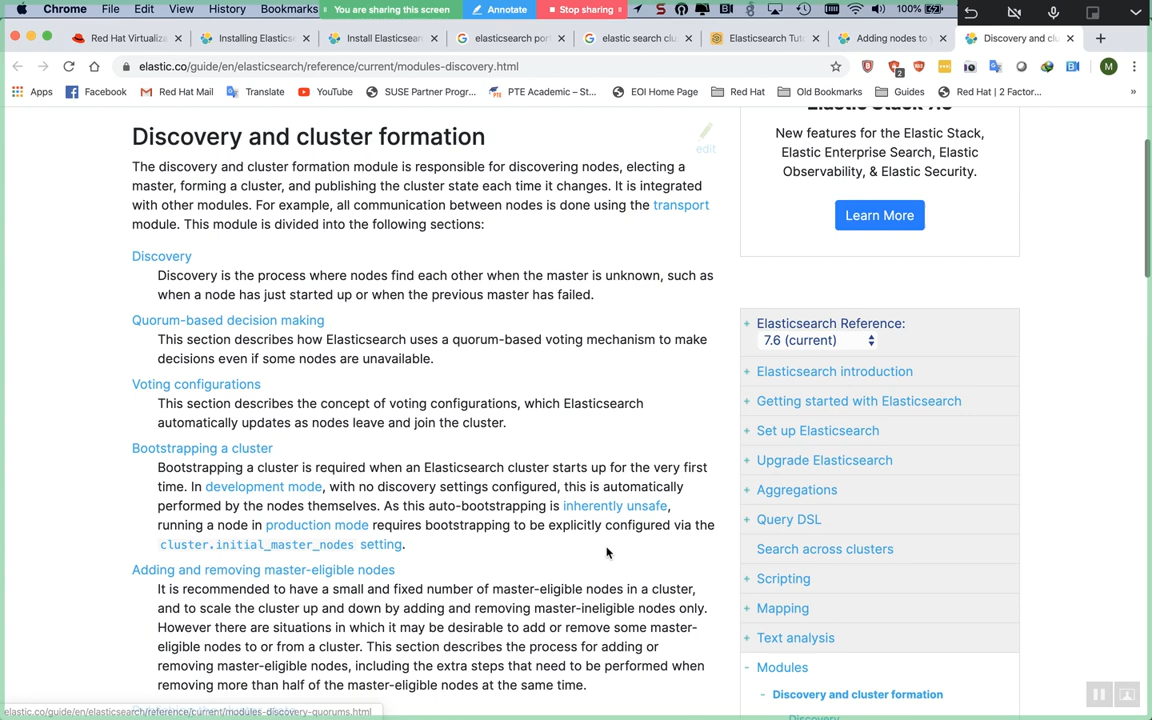 Chrome File Edit View History Bookmarks You are sharing this screen Annotate Stop sharing 100%
Red Hat Virtualiza Installing Elasticse Install Elasticsear elasticsearch por elastic search clu Elasticsearch Tuto Adding nodes to Discovery and clu
elastic.co/guide/en/elasticsearch/reference/current/modules-discovery.html
Apps Facebook Red Hat Mail Translate YouTube SUSE Partner Progr... PTE Academic – St... EOI Home Page Red Hat Old Bookmarks Guides Red Hat | 2 Factor...
Discovery and cluster formation
edit
The discovery and cluster formation module is responsible for discovering nodes, electing a
master, forming a cluster, and publishing the cluster state each time it changes. It is integrated
with other modules. For example, all communication between nodes is done using the transport
module. This module is divided into the following sections:
Discovery
Discovery is the process where nodes find each other when the master is unknown, such as
when a node has just started up or when the previous master has failed.
Quorum-based decision making
This section describes how Elasticsearch uses a quorum-based voting mechanism to make
decisions even if some nodes are unavailable.
Voting configurations
This section describes the concept of voting configurations, which Elasticsearch
automatically updates as nodes leave and join the cluster.
Bootstrapping a cluster
Bootstrapping a cluster is required when an Elasticsearch cluster starts up for the very first
time. In development mode, with no discovery settings configured, this is automatically
performed by the nodes themselves. As this auto-bootstrapping is inherently unsafe,
running a node in production mode requires bootstrapping to be explicitly configured via the
cluster.initial_master_nodes setting.
Adding and removing master-eligible nodes
It is recommended to have a small and fixed number of master-eligible nodes in a cluster,
and to scale the cluster up and down by adding and removing master-ineligible nodes only.
However there are situations in which it may be desirable to add or remove some master-
eligible nodes to or from a cluster. This section describes the process for adding or
removing master-eligible nodes, including the extra steps that need to be performed when
removing more than half of the master-eligible nodes at the same time.
elastic.co/guide/en/elasticsearch/reference/current/modules-discovery-quorums.html
Elastic Stack
New features for the Elastic Stack,
Elastic Enterprise Search, Elastic
Observability, & Elastic Security.
Learn More
+ Elasticsearch Reference:
7.6 (current)
+ Elasticsearch introduction
+ Getting started with Elasticsearch
+ Set up Elasticsearch
+ Upgrade Elasticsearch
+ Aggregations
+ Query DSL
Search across clusters
+ Scripting
+ Mapping
+ Text analysis
- Modules
- Discovery and cluster formation
Discovery